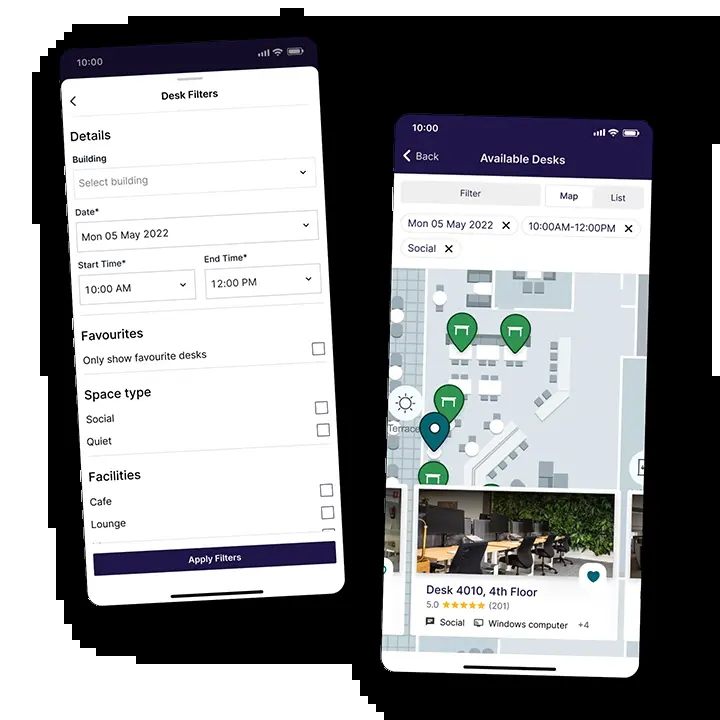 10:00
Desk Filters
Details
Building
Select building
Date*
Mon 05 May 2022
Start Time*
End Time*
10:00 AM
12:00 PM
Favourites
Only show favourite desks
Space type
Social
Quiet
Facilities
Cafe
Lounge
Apply Filters
10:00
Back
Available Desks
Filter
Map
List
Mon 05 May 2022
10:00AM-12:00PM
Social
Terrace
Desk 4010, 4th Floor
5.0 ★★★★★ (201)
Social Windows computer +4